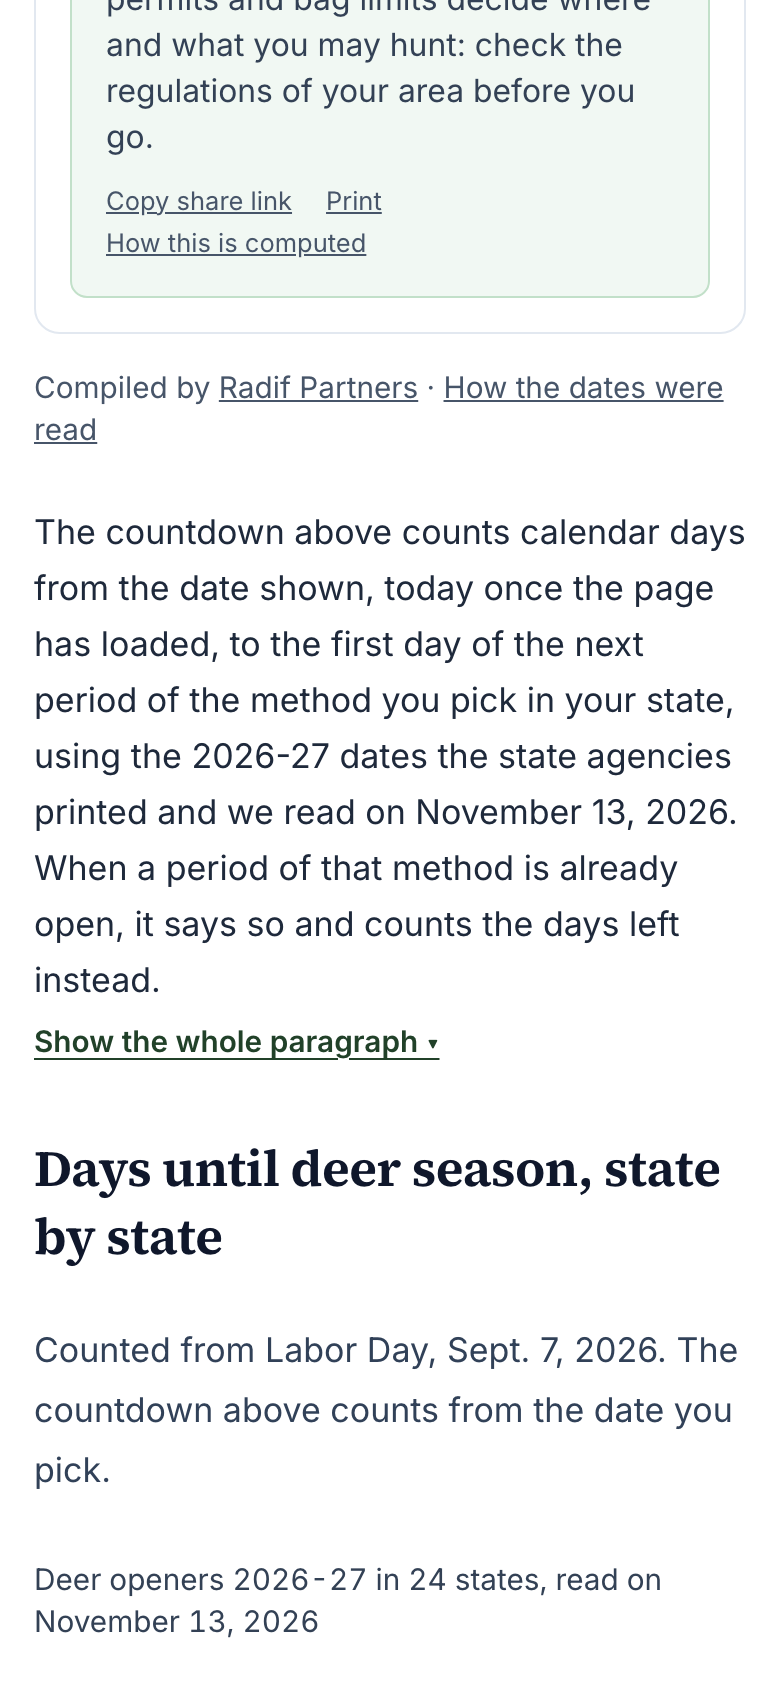 permits and bag limits decide where
and what you may hunt: check the
regulations of your area before you
go.
Copy share link Print
How this is computed
Compiled by Radif Partners · How the dates were
read
The countdown above counts calendar days
from the date shown, today once the page
has loaded, to the first day of the next
period of the method you pick in your state,
using the 2026-27 dates the state agencies
printed and we read on November 13, 2026.
When a period of that method is already
open, it says so and counts the days left
instead.
Show the whole paragraph ▾
Days until deer season, state
by state
Counted from Labor Day, Sept. 7, 2026. The
countdown above counts from the date you
pick.
Deer openers 2026-27 in 24 states, read on
November 13, 2026